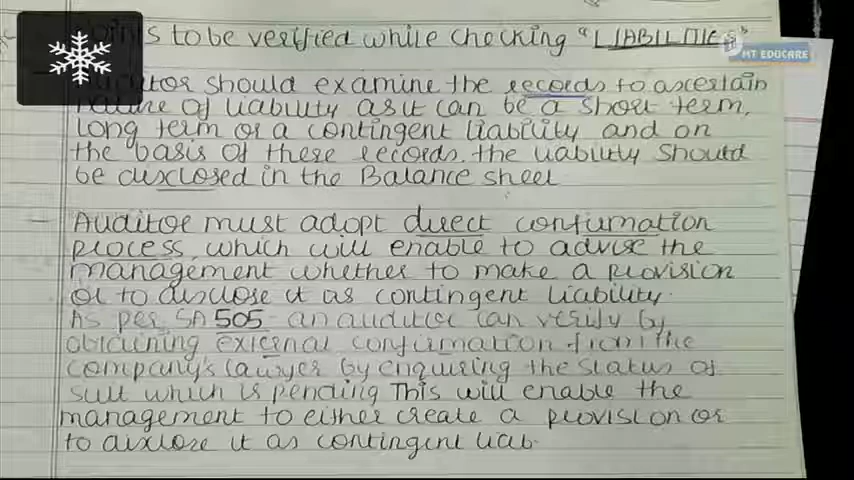 to be verified while checking "LIABILITIES"
MT EDUCARE
should examine the records to ascertain
nature of liability as it can be a short term,
long term or a contingent liability and on
the basis of these records, the liability should
be disclosed in the Balance sheet
- Auditor must adopt direct confirmation
process, which will enable to advise the
management whether to make a provision
or to disclose it as contingent liability.
As per SA 505 an auditor can verify by
obtaining external confirmation from the
company's lawyer by enquiring the status of
suit which is pending This will enable the
management to either create a provision or
to disclose it as contingent liab.